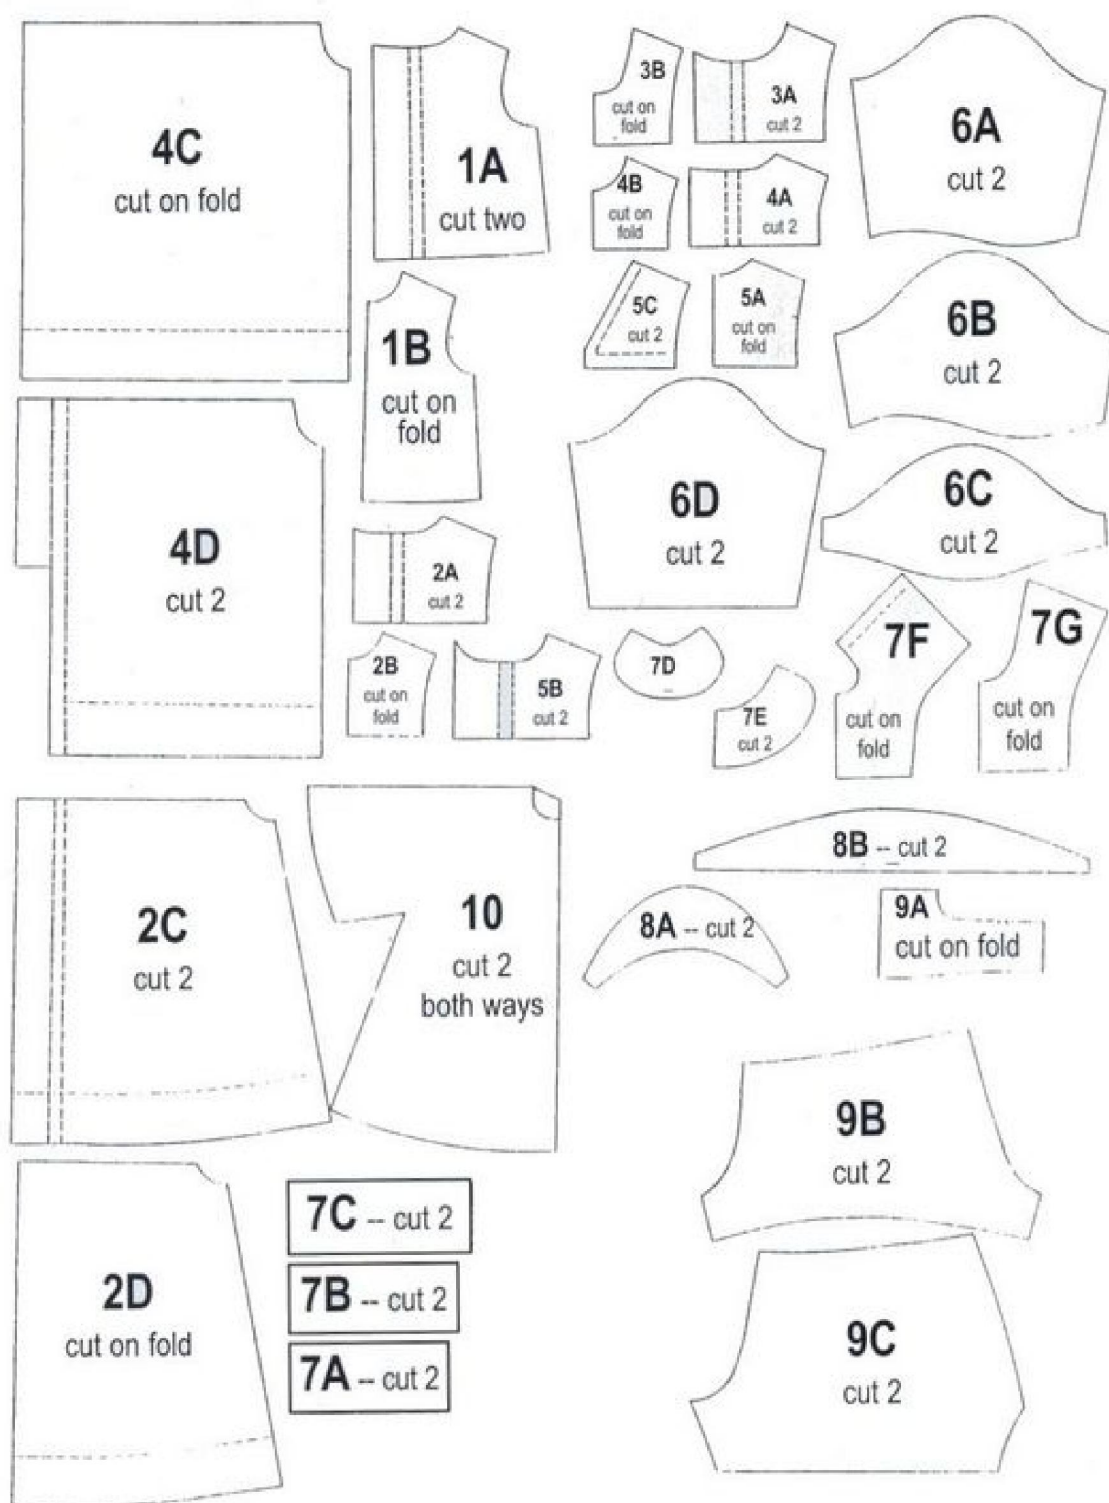 4C
cut on fold
1A
cut two
3B
cut on
fold
3A
cut 2
6A
cut 2
4B
cut on
fold
4A
cut 2
1B
cut on
fold
5C
cut 2
5A
cut on
fold
6B
cut 2
4D
cut 2
6D
cut 2
6C
cut 2
2A
cut 2
2B
cut on
fold
5B
cut 2
7D
7E
cut 2
7F
cut on
fold
7G
cut on
fold
8B -- cut 2
2C
cut 2
10
cut 2
both ways
8A -- cut 2
9A
cut on fold
9B
cut 2
7C -- cut 2
7B -- cut 2
7A -- cut 2
2D
cut on fold
9C
cut 2